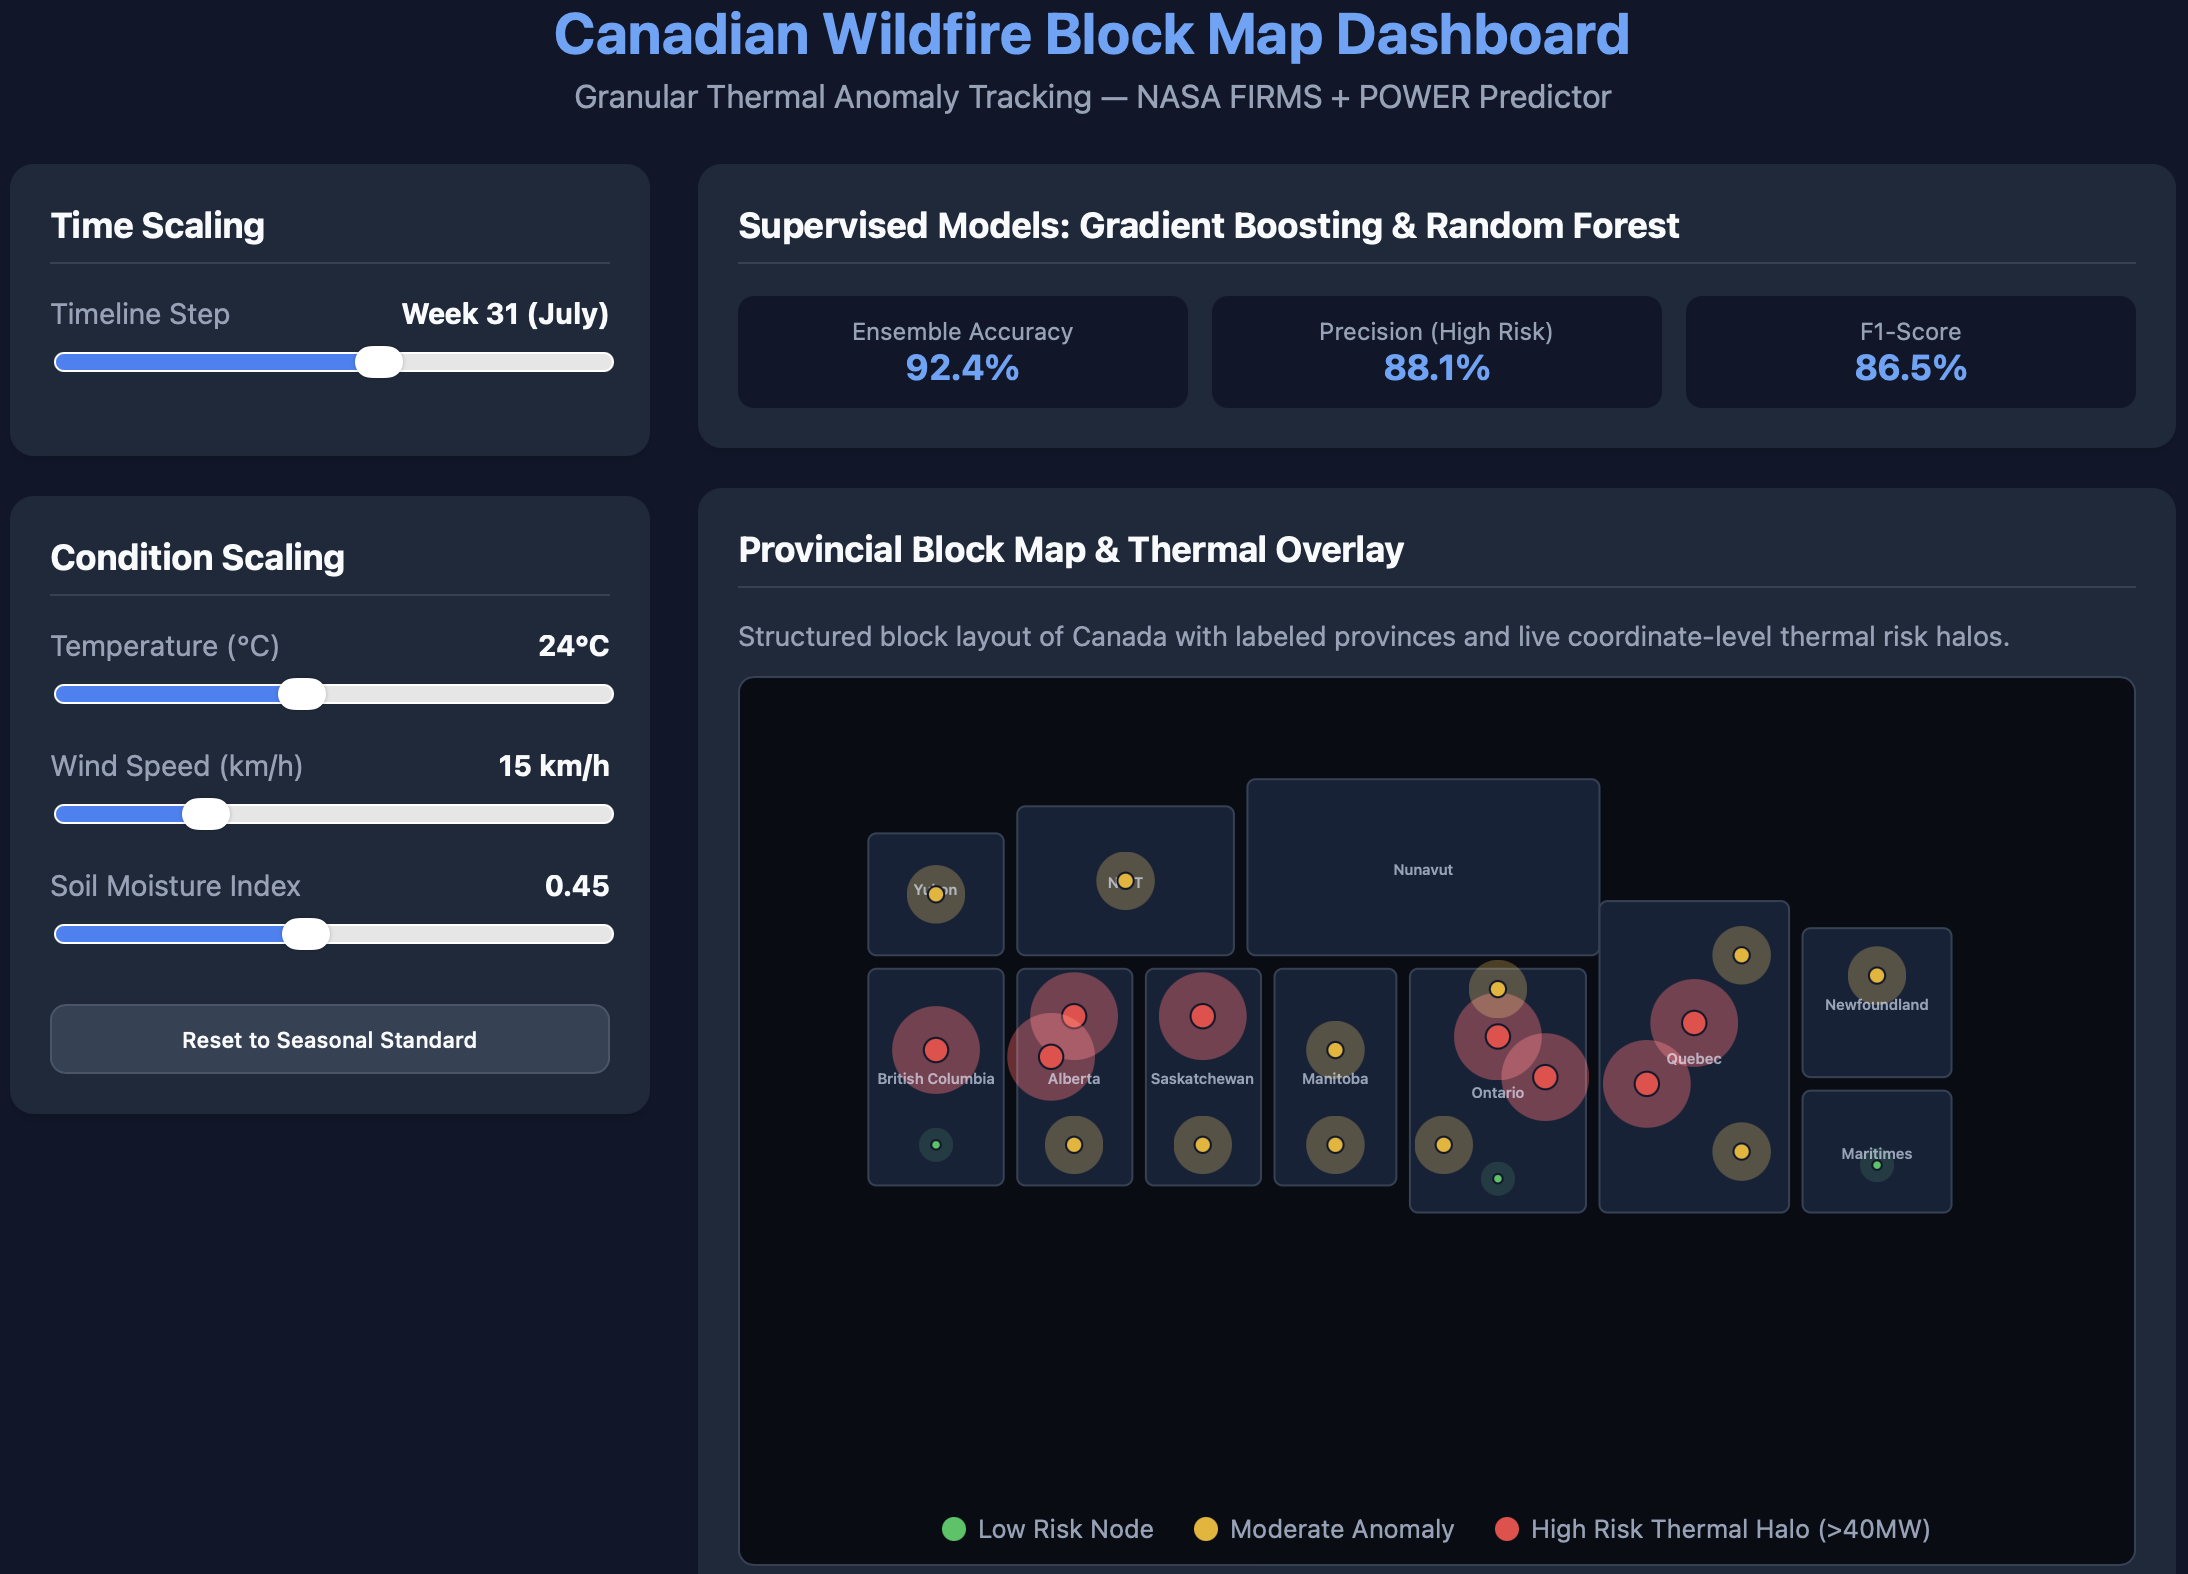 Canadian Wildfire Block Map Dashboard
Granular Thermal Anomaly Tracking — NASA FIRMS + POWER Predictor
Time Scaling
Timeline Step
Week 31 (July)
Condition Scaling
Temperature (°C)
24°C
Wind Speed (km/h)
15 km/h
Soil Moisture Index
0.45
Reset to Seasonal Standard
Supervised Models: Gradient Boosting & Random Forest
Ensemble Accuracy
92.4%
Precision (High Risk)
88.1%
F1-Score
86.5%
Provincial Block Map & Thermal Overlay
Structured block layout of Canada with labeled provinces and live coordinate-level thermal risk halos.
Nunavut
Yukon
Newfoundland
British Columbia
Alberta
Saskatchewan
Manitoba
Ontario
Quebec
Maritimes
Low Risk Node
Moderate Anomaly
High Risk Thermal Halo (>40MW)